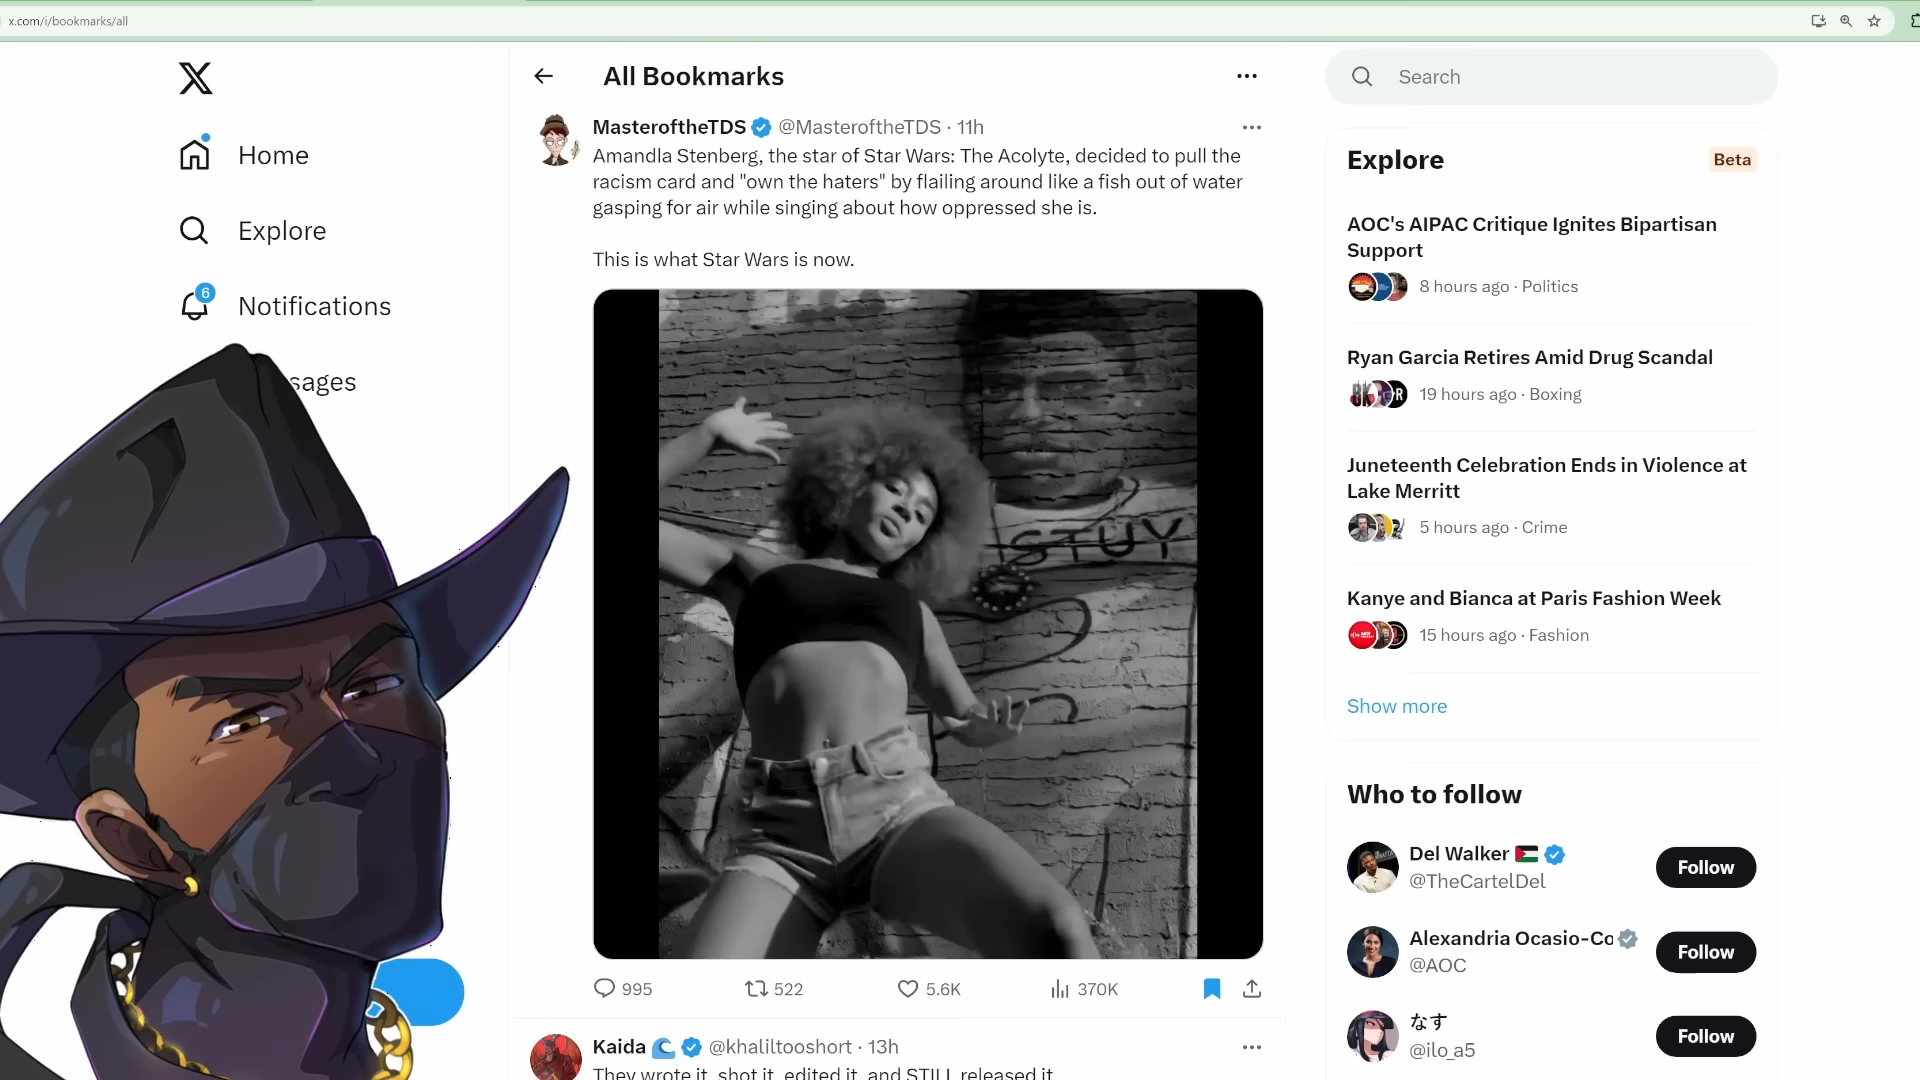 x.com/i/bookmarks/all
X
Home
Explore
6
Notifications
sages
All Bookmarks
MasteroftheTDS @MasteroftheTDS · 11h
Amandla Stenberg, the star of Star Wars: The Acolyte, decided to pull the
racism card and "own the haters" by flailing around like a fish out of water
gasping for air while singing about how oppressed she is.
This is what Star Wars is now.
STUY
995 522 5.6K 370K
Kaida @khaliltooshort · 13h
They wrote it, shot it, edited it, and STILL released it
Search
Explore Beta
AOC's AIPAC Critique Ignites Bipartisan
Support
8 hours ago · Politics
Ryan Garcia Retires Amid Drug Scandal
19 hours ago · Boxing
Juneteenth Celebration Ends in Violence at
Lake Merritt
5 hours ago · Crime
Kanye and Bianca at Paris Fashion Week
15 hours ago · Fashion
Show more
Who to follow
Del Walker
@TheCartelDel
Follow
Alexandria Ocasio-Co
@AOC
Follow
なす
@ilo_a5
Follow